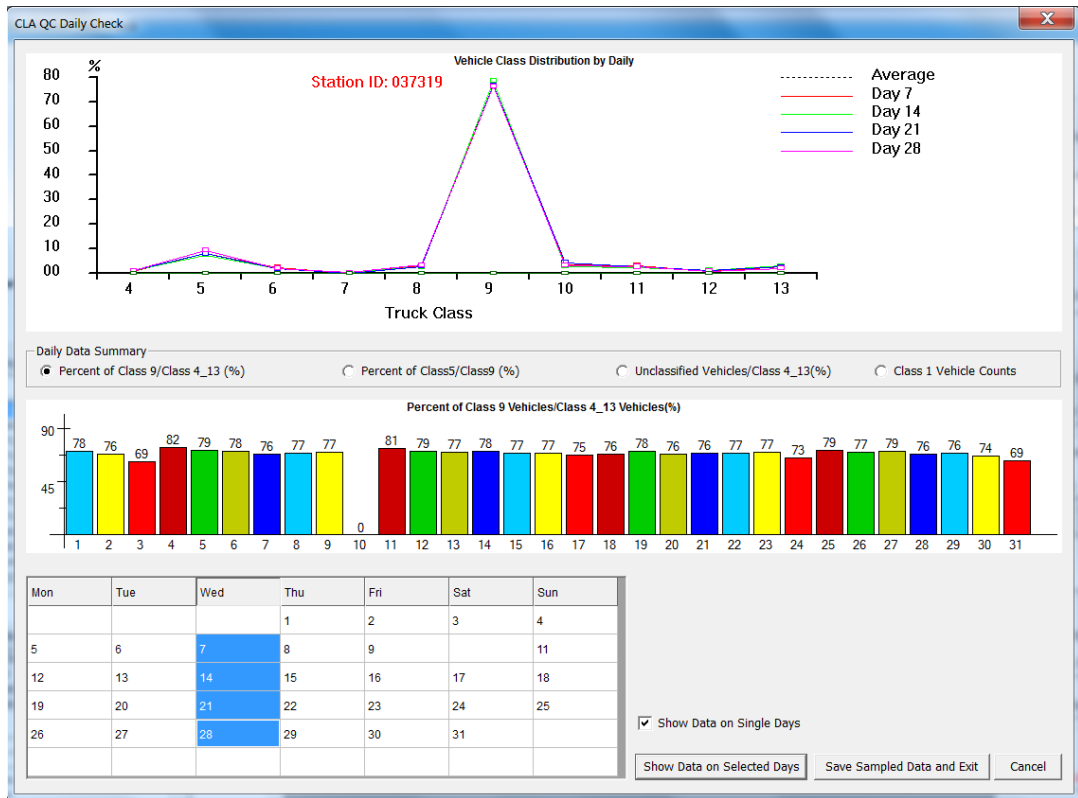 CLA QC Daily Check
X
Vehicle Class Distribution by Daily
%
Station ID: 037319
80
70
60
50
40
30
20
10
00
4 5 6 7 8 9 10 11 12 13
Truck Class
Average
Day 7
Day 14
Day 21
Day 28
Daily Data Summary
Percent of Class 9/Class 4_13 (%) Percent of Class5/Class9 (%) Unclassified Vehicles/Class 4_13(%) Class 1 Vehicle Counts
Percent of Class 9 Vehicles/Class 4_13 Vehicles(%)
90
45
78 76 69 82 79 78 76 77 77 0 81 79 77 78 77 77 75 76 78 76 76 77 77 73 79 77 79 76 76 74 69
1 2 3 4 5 6 7 8 9 10 11 12 13 14 15 16 17 18 19 20 21 22 23 24 25 26 27 28 29 30 31
Mon Tue Wed Thu Fri Sat Sun
1 2 3 4
5 6 7 8 9 11
12 13 14 15 16 17 18
19 20 21 22 23 24 25
26 27 28 29 30 31
Show Data on Single Days
Show Data on Selected Days Save Sampled Data and Exit Cancel